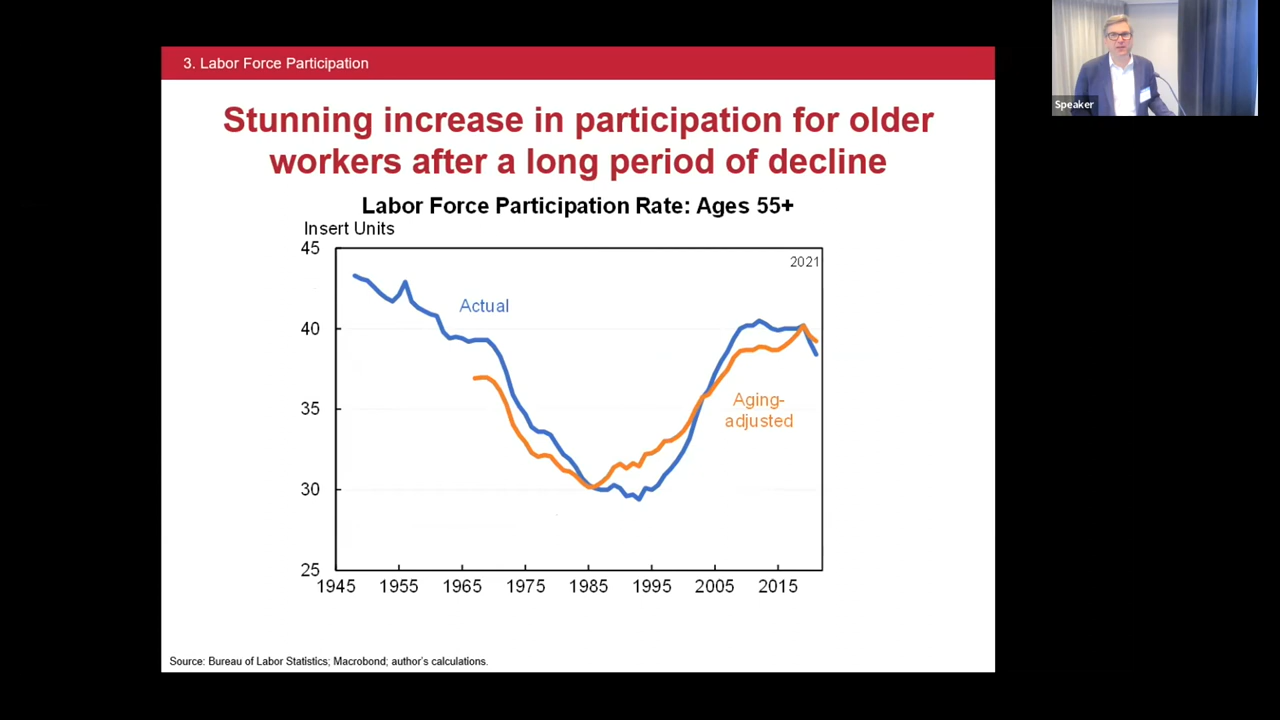 3. Labor Force Participation
Speaker
Stunning increase in participation for older
workers after a long period of decline
Labor Force Participation Rate: Ages 55+
Insert Units
45
2021
Actual
40
Aging-
adjusted
35
30
25
1945 1955 1965 1975 1985 1995 2005 2015
Source: Bureau of Labor Statistics; Macrobond; author's calculations.